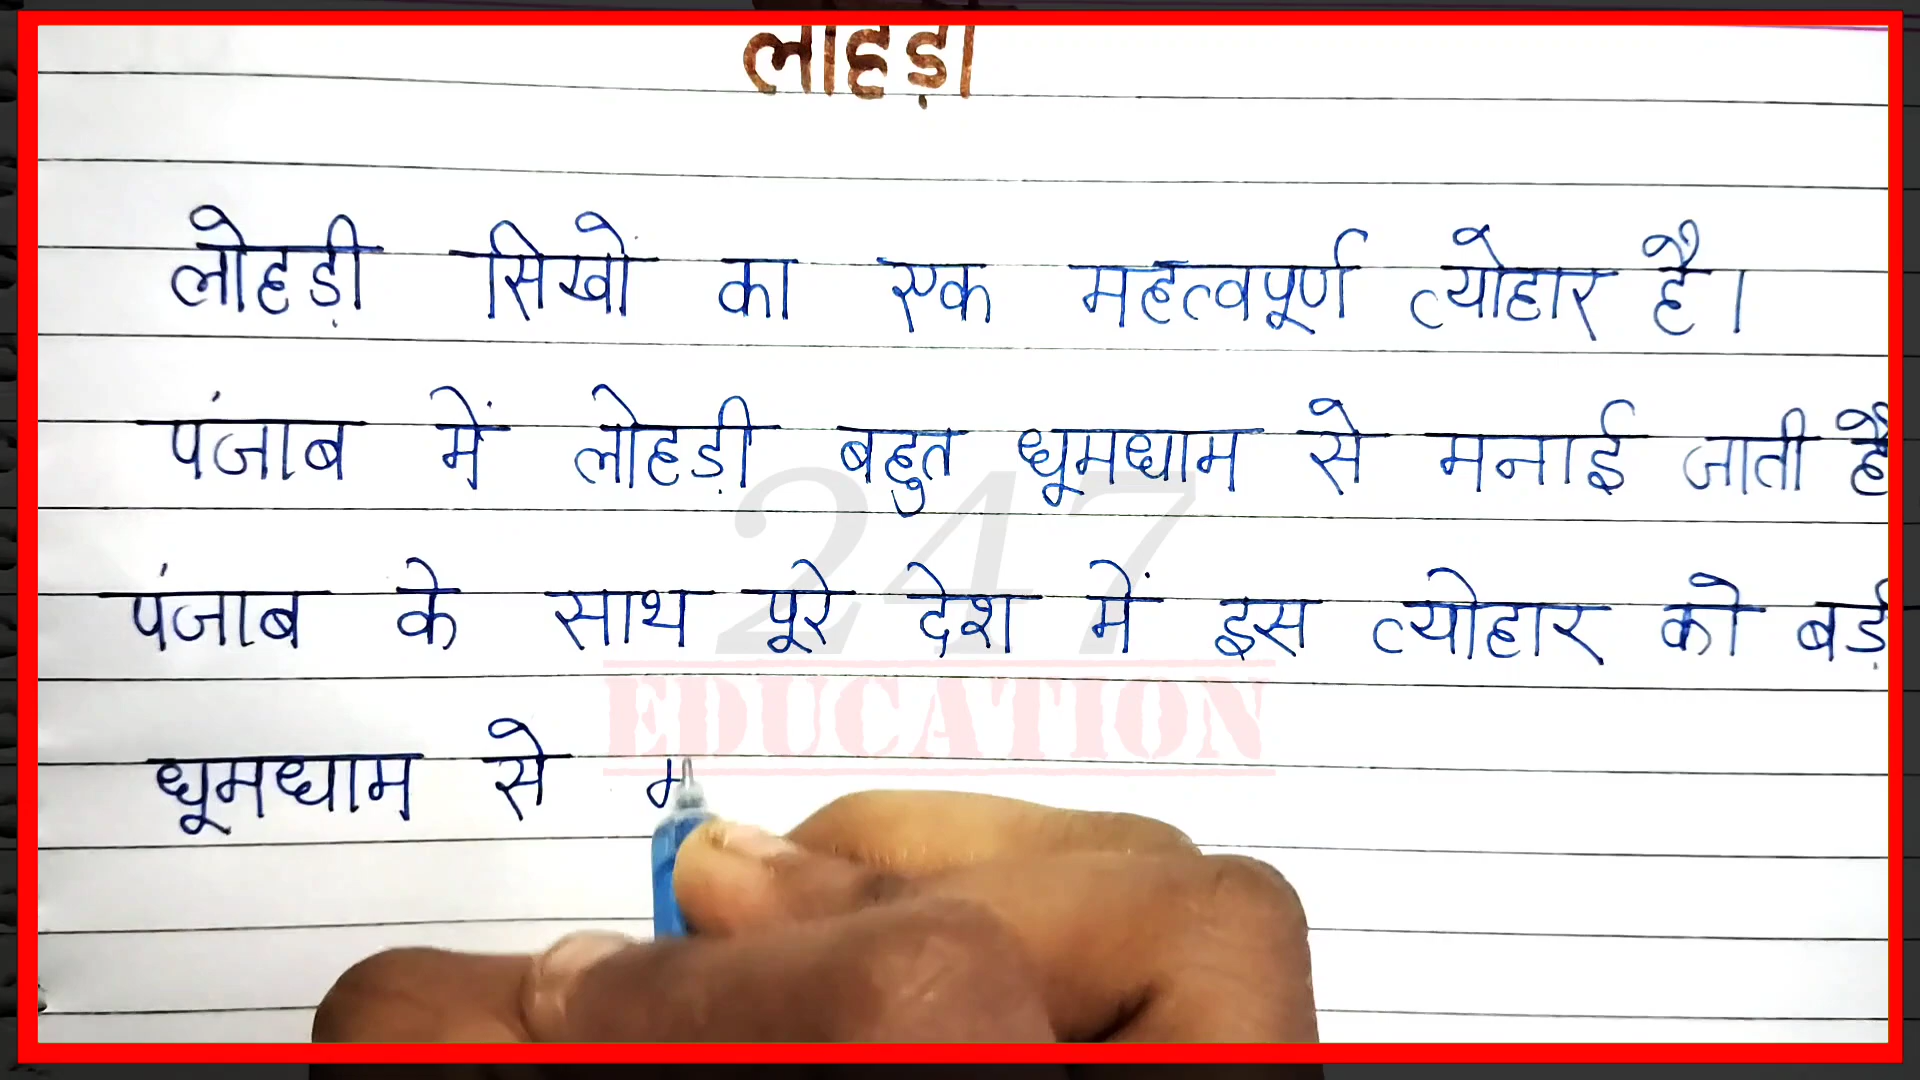 लोहड़ी
लोहड़ी सिखों का एक महत्वपूर्ण त्योहार है।
पंजाब में लोहड़ी बहुत धूमधाम से मनाई जाती है
पंजाब के साथ पूरे देश में इस त्योहार को बड़े
धूमधाम से म
247
EDUCATION